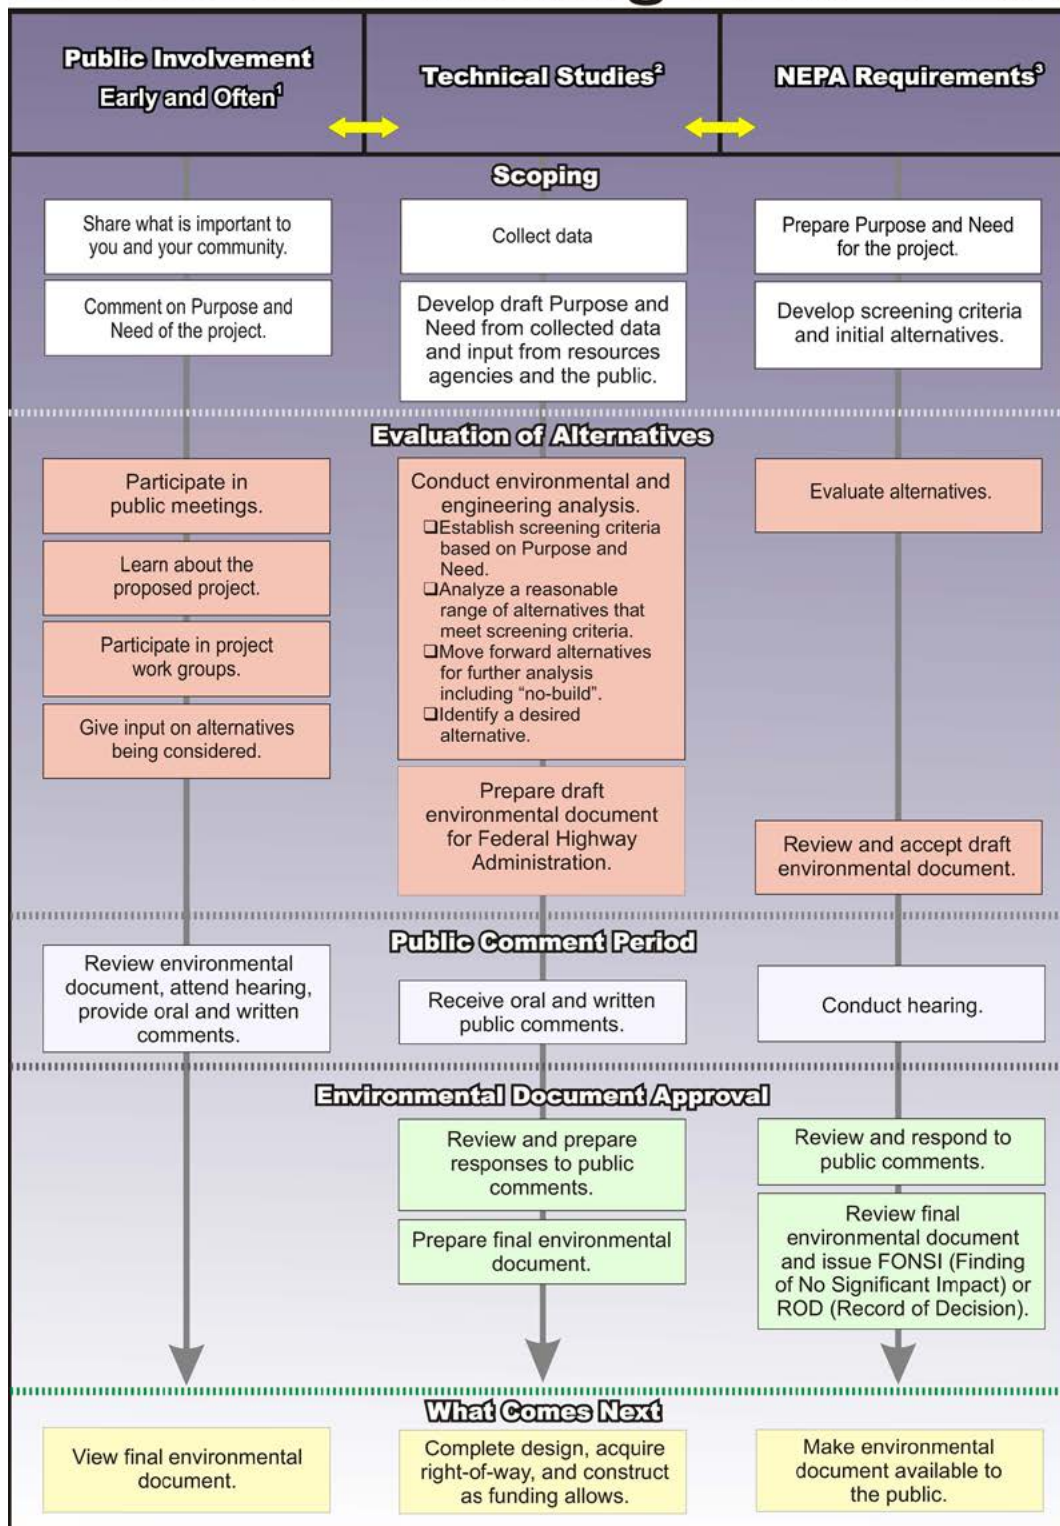 Public Involvement
Early and Often¹
Technical Studies²
NEPA Requirements³
Scoping
Share what is important to
you and your community.
Comment on Purpose and
Need of the project.
Collect data
Develop draft Purpose and
Need from collected data
and input from resources
agencies and the public.
Prepare Purpose and Need
for the project.
Develop screening criteria
and initial alternatives.
Evaluation of Alternatives
Participate in
public meetings.
Learn about the
proposed project.
Participate in project
work groups.
Give input on alternatives
being considered.
Conduct environmental and
engineering analysis.
❑Establish screening criteria
based on Purpose and
Need.
❑Analyze a reasonable
range of alternatives that
meet screening criteria.
❑Move forward alternatives
for further analysis
including “no-build”.
❑Identify a desired
alternative.
Prepare draft
environmental document
for Federal Highway
Administration.
Evaluate alternatives.
Review and accept draft
environmental document.
Public Comment Period
Review environmental
document, attend hearing,
provide oral and written
comments.
Receive oral and written
public comments.
Conduct hearing.
Environmental Document Approval
Review and prepare
responses to public
comments.
Prepare final environmental
document.
Review and respond to
public comments.
Review final
environmental document
and issue FONSI (Finding
of No Significant Impact) or
ROD (Record of Decision).
What Comes Next
View final environmental
document.
Complete design, acquire
right-of-way, and construct
as funding allows.
Make environmental
document available to
the public.